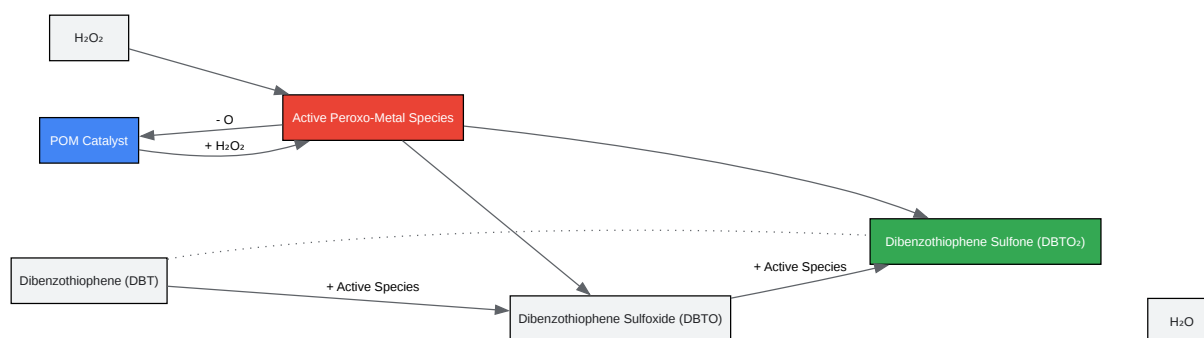 H₂O₂
Active Peroxo-Metal Species
- O
POM Catalyst
+ H₂O₂
Dibenzothiophene Sulfone (DBTO₂)
+ Active Species
Dibenzothiophene (DBT)
+ Active Species
Dibenzothiophene Sulfoxide (DBTO)
H₂O